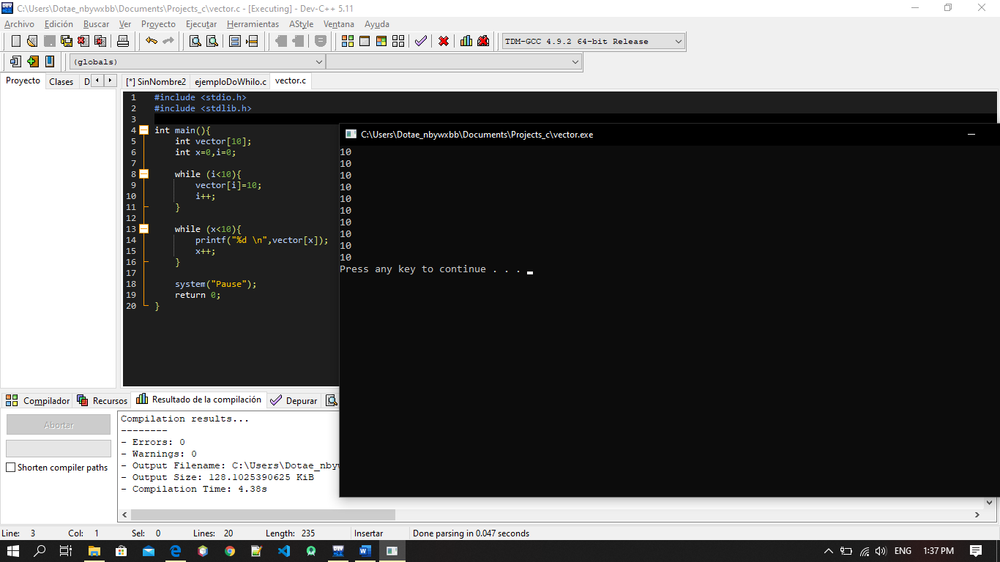 C:\Users\Dotae_nbywxbb\Documents\Projects_c\vector.c - [Executing] - Dev-C++ 5.11
Archivo Edición Buscar Ver Proyecto Ejecutar Herramientas AStyle Ventana Ayuda
TDM-GCC 4.9.2 64-bit Release
(globals)
Proyecto Clases D
[*] SinNombre2 ejemploDoWhilo.c vector.c
1 #include <stdio.h>
2 #include <stdlib.h>
3
4 int main(){
5 int vector[10];
6 int x=0,i=0;
7
8 while (i<10){
9 vector[i]=10;
10 i++;
11 }
12
13 while (x<10){
14 printf("%d \n",vector[x]);
15 x++;
16 }
17
18 system("Pause");
19 return 0;
20 }
C:\Users\Dotae_nbywxbb\Documents\Projects_c\vector.exe
10
10
10
10
10
10
10
10
10
10
Press any key to continue . . .
Compilador Recursos Resultado de la compilación Depurar
Abortar
Shorten compiler paths
Compilation results...
--------
- Errors: 0
- Warnings: 0
- Output Filename: C:\Users\Dotae_nbyw
- Output Size: 128.1025390625 KiB
- Compilation Time: 4.38s
Line: 3 Col: 1 Sel: 0 Lines: 20 Length: 235 Insertar Done parsing in 0.047 seconds
ENG 1:37 PM